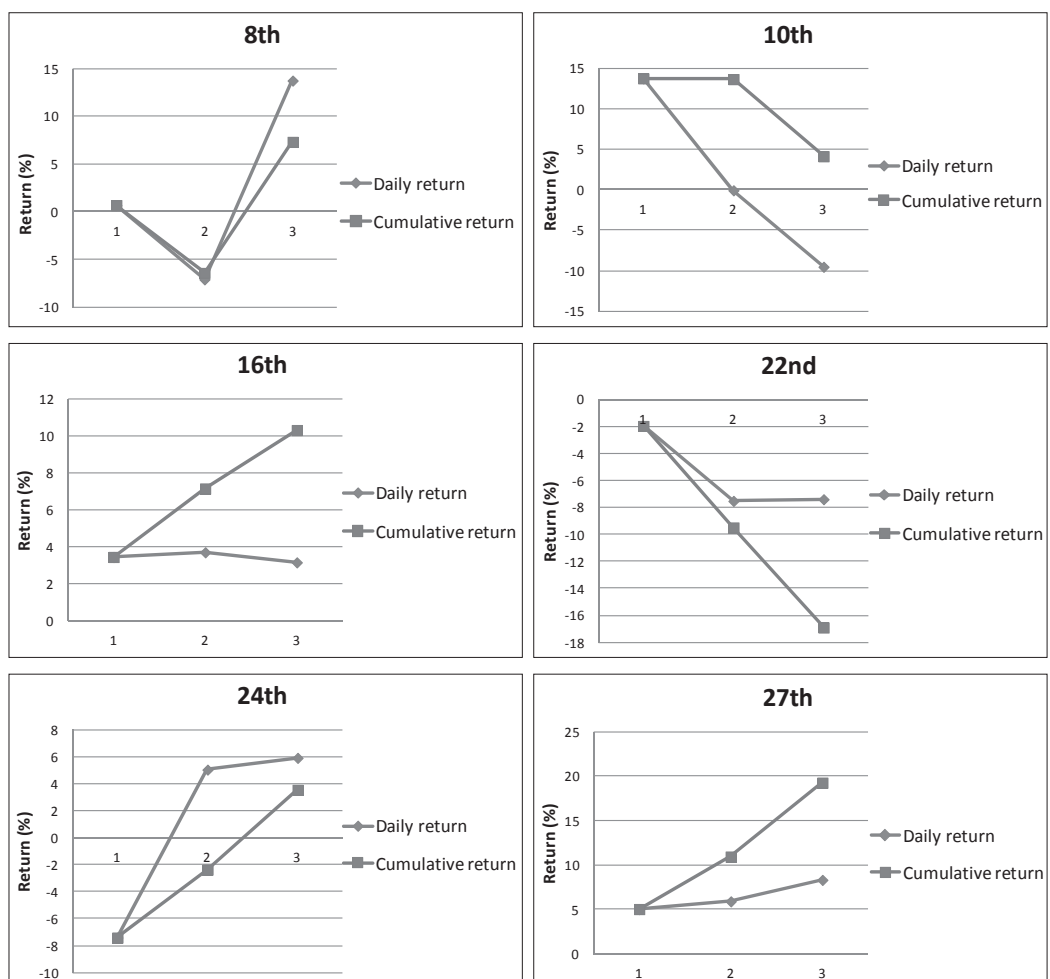 8th
15
10
5
0
-5
-10
Return (%)
1 2 3
Daily return
Cumulative return
10th
15
10
5
0
-5
-10
-15
Return (%)
1 2 3
Daily return
Cumulative return
16th
12
10
8
6
4
2
0
Return (%)
1 2 3
Daily return
Cumulative return
22nd
0
-2
-4
-6
-8
-10
-12
-14
-16
-18
Return (%)
1 2 3
Daily return
Cumulative return
24th
8
6
4
2
0
-2
-4
-6
-8
-10
Return (%)
1 2 3
Daily return
Cumulative return
27th
25
20
15
10
5
0
Return (%)
1 2 3
Daily return
Cumulative return